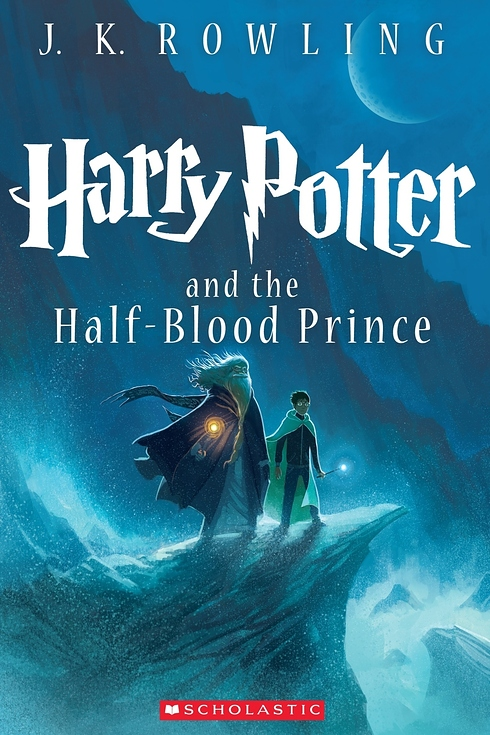 J. K. ROWLING
Harry Potter
and the
Half-Blood Prince
SCHOLASTIC